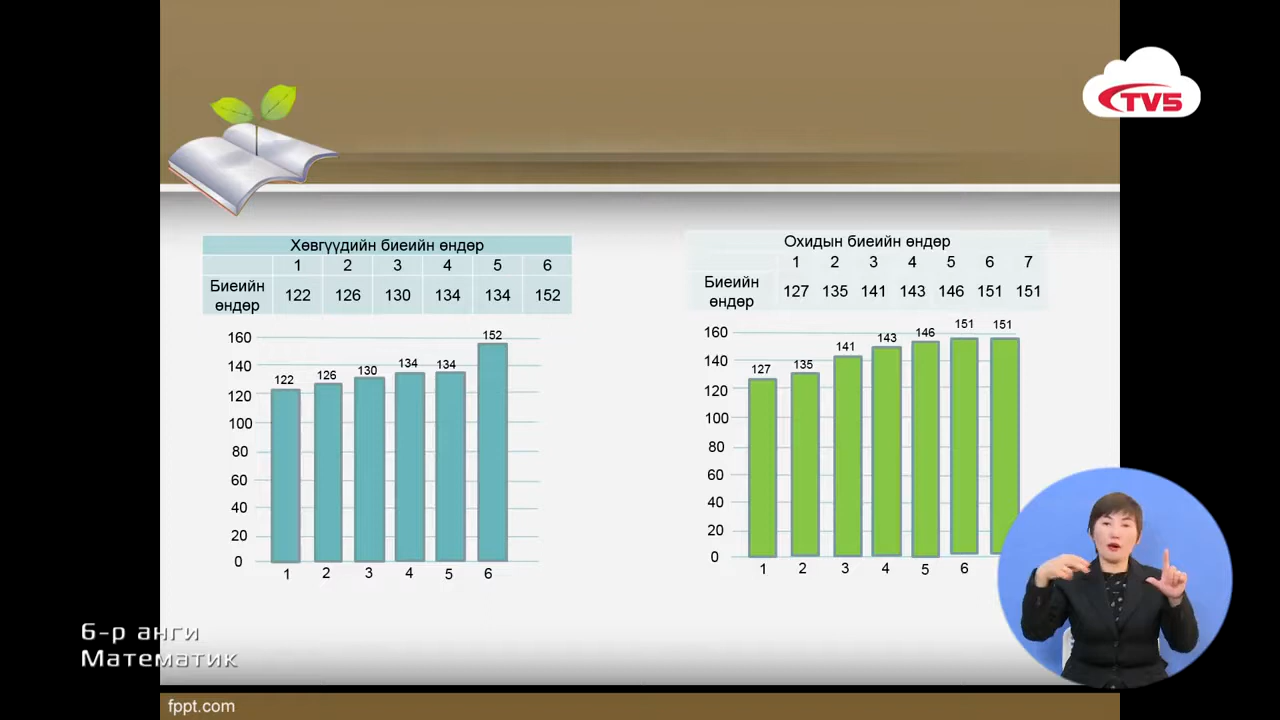 TV5
Хөвгүүдийн биеийн өндөр
1 2 3 4 5 6
Биеийн өндөр 122 126 130 134 134 152
160
140
120
100
80
60
40
20
0
122 126 130 134 134 152
1 2 3 4 5 6
Охидын биеийн өндөр
1 2 3 4 5 6 7
Биеийн өндөр 127 135 141 143 146 151 151
160
140
120
100
80
60
40
20
0
127 135 141 143 146 151 151
1 2 3 4 5 6
6-р анги
Математик
fppt.com